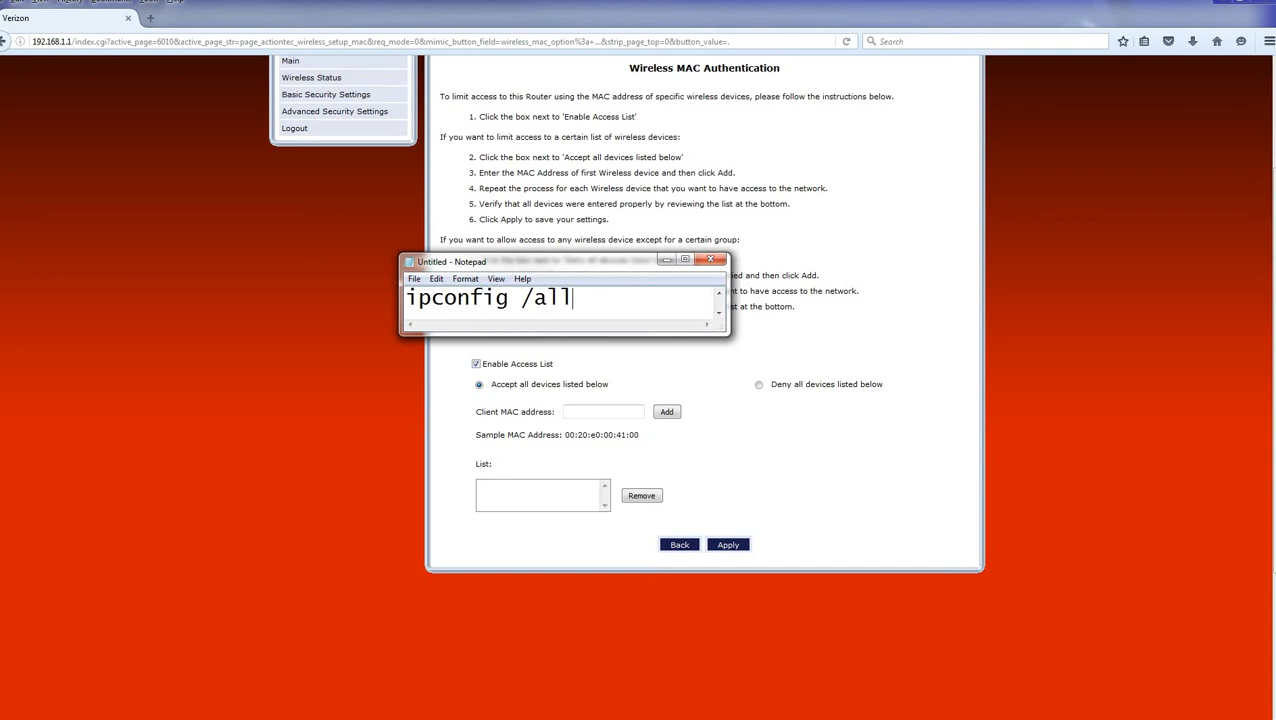 Verizon
192.168.1.1/index.cgi?active_page=6010&active_page_str=page_actiontec_wireless_setup_mac&req_mode=0&mimic_button_field=wireless_mac_option%3a+...&strip_page_top=0&button_value=.
Search
Main
Wireless Status
Basic Security Settings
Advanced Security Settings
Logout
Wireless MAC Authentication
To limit access to this Router using the MAC address of specific wireless devices, please follow the instructions below.
1. Click the box next to 'Enable Access List'
If you want to limit access to a certain list of wireless devices:
2. Click the box next to 'Accept all devices listed below'
3. Enter the MAC Address of first Wireless device and then click Add.
4. Repeat the process for each Wireless device that you want to have access to the network.
5. Verify that all devices were entered properly by reviewing the list at the bottom.
6. Click Apply to save your settings.
If you want to allow access to any wireless device except for a certain group:
Untitled - Notepad
File Edit Format View Help
ipconfig /all
and then click Add.
to have access to the network.
at the bottom.
Enable Access List
Accept all devices listed below
Deny all devices listed below
Client MAC address:
Add
Sample MAC Address: 00:20:e0:00:41:00
List:
Remove
Back
Apply